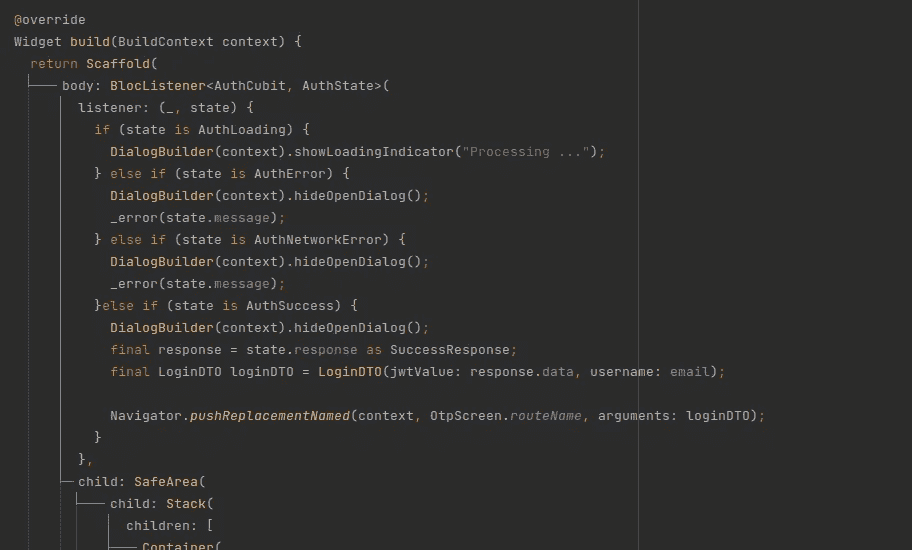 @override
Widget build(BuildContext context) {
return Scaffold(
body: BlocListener<AuthCubit, AuthState>(
listener: (_, state) {
if (state is AuthLoading) {
DialogBuilder(context).showLoadingIndicator("Processing ...");
} else if (state is AuthError) {
DialogBuilder(context).hideOpenDialog();
_error(state.message);
} else if (state is AuthNetworkError) {
DialogBuilder(context).hideOpenDialog();
_error(state.message);
}else if (state is AuthSuccess) {
DialogBuilder(context).hideOpenDialog();
final response = state.response as SuccessResponse;
final LoginDTO loginDTO = LoginDTO(jwtValue: response.data, username: email);
Navigator.pushReplacementNamed(context, OtpScreen.routeName, arguments: loginDTO);
}
},
child: SafeArea(
child: Stack(
children: [
Container(